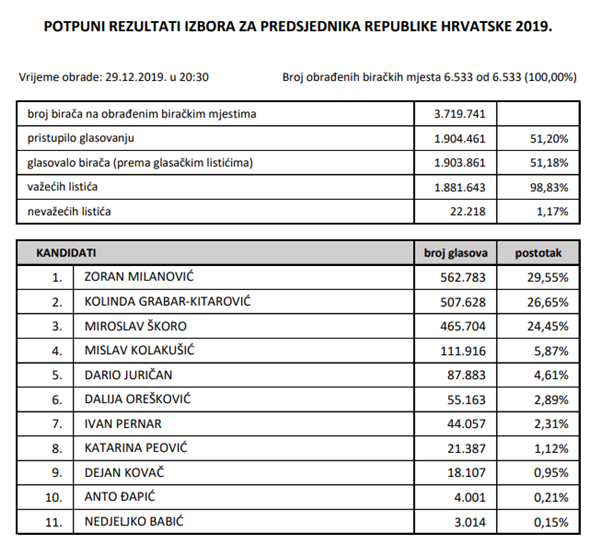 POTPUNI REZULTATI IZBORA ZA PREDSJEDNIKA REPUBLIKE HRVATSKE 2019.
Vrijeme obrade: 29.12.2019. u 20:30 Broj obrađenih biračkih mjesta 6.533 od 6.533 (100,00%)
broj birača na obrađenim biračkim mjestima 3.719.741
pristupilo glasovanju 1.904.461 51,20%
glasovalo birača (prema glasačkim listićima) 1.903.861 51,18%
važećih listića 1.881.643 98,83%
nevažećih listića 22.218 1,17%
KANDIDATI broj glasova postotak
1. ZORAN MILANOVIĆ 562.783 29,55%
2. KOLINDA GRABAR-KITAROVIĆ 507.628 26,65%
3. MIROSLAV ŠKORO 465.704 24,45%
4. MISLAV KOLAKUŠIĆ 111.916 5,87%
5. DARIO JURIČAN 87.883 4,61%
6. DALIJA OREŠKOVIĆ 55.163 2,89%
7. IVAN PERNAR 44.057 2,31%
8. KATARINA PEOVIĆ 21.387 1,12%
9. DEJAN KOVAČ 18.107 0,95%
10. ANTO ĐAPIĆ 4.001 0,21%
11. NEDJELJKO BABIĆ 3.014 0,15%